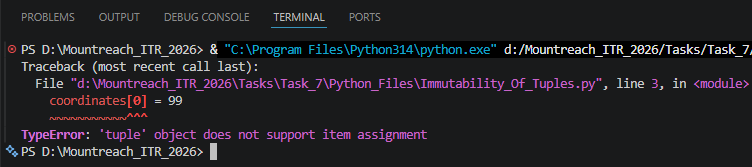 PROBLEMS OUTPUT DEBUG CONSOLE TERMINAL PORTS
PS D:\Mountreach_ITR_2026> & "C:\Program Files\Python314\python.exe" d:/Mountreach_ITR_2026/Tasks/Task_7/
Traceback (most recent call last):
  File "d:\Mountreach_ITR_2026\Tasks\Task_7\Python_Files\Immutability_Of_Tuples.py", line 3, in <module>
    coordinates[0] = 99
    ~~~~~~~~~~~^^^
TypeError: 'tuple' object does not support item assignment
PS D:\Mountreach_ITR_2026>